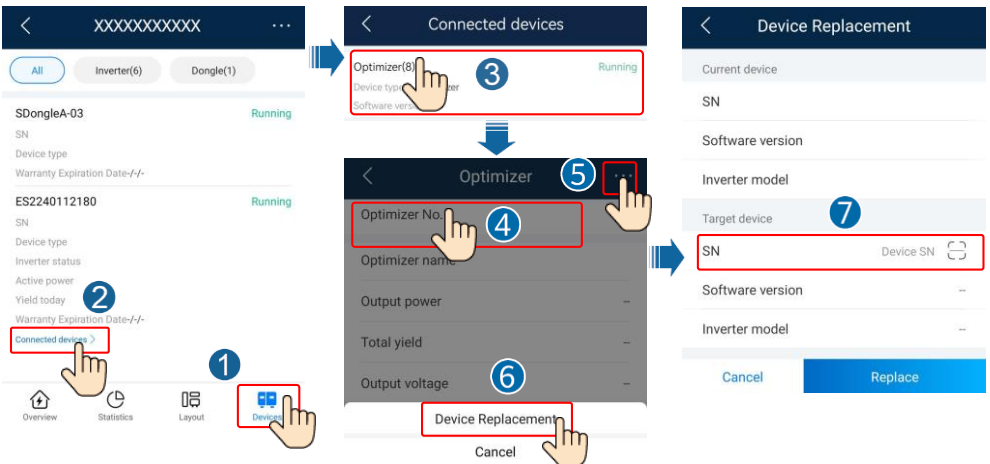 XXXXXXXXXXX
...
All
Inverter(6)
Dongle(1)
SDongleA-03
Running
SN
Device type
Warranty Expiration Date-/-/-
ES2240112180
Running
SN
Device type
Inverter status
Active power
Yield today
2
Warranty Expiration Date-/-/-
Connected devices >
1
Overview
Statistics
Layout
Devices
Connected devices
Optimizer(8)
3
Running
Device type
Software
Optimizer
5
...
Optimizer No.
4
Optimizer name
Output power
–
Total yield
–
Output voltage
–
6
Device Replacement
Cancel
Device Replacement
Current device
SN
Software version
Inverter model
Target device
7
SN
Device SN
Software version
--
Inverter model
--
Cancel
Replace